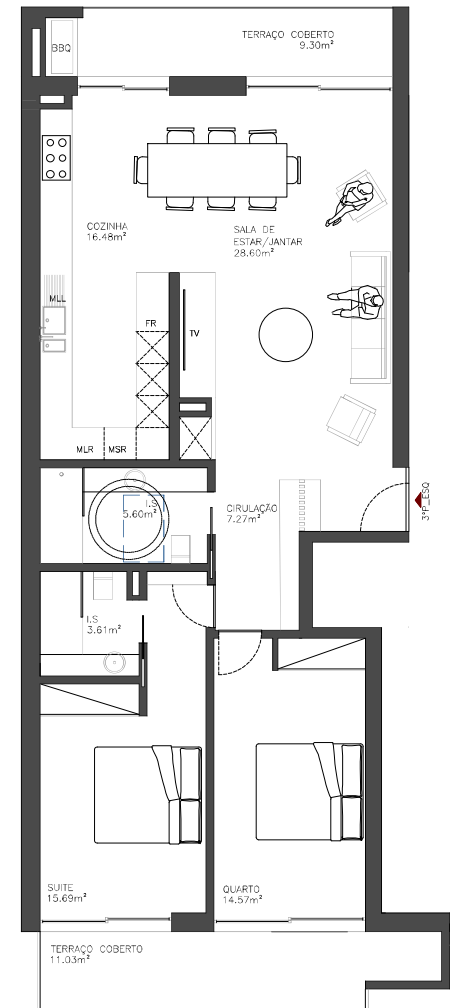 TERRAÇO COBERTO
9.30m²
BBQ
COZINHA
16.48m²
SALA DE
ESTAR/JANTAR
28.60m²
MLL
FR
TV
MLR
MSR
I.S
5.60m²
CIRULAÇÃO
7.27m²
3ºP_ESQ
I.S
3.61m²
SUITE
15.69m²
QUARTO
14.57m²
TERRAÇO COBERTO
11.03m²